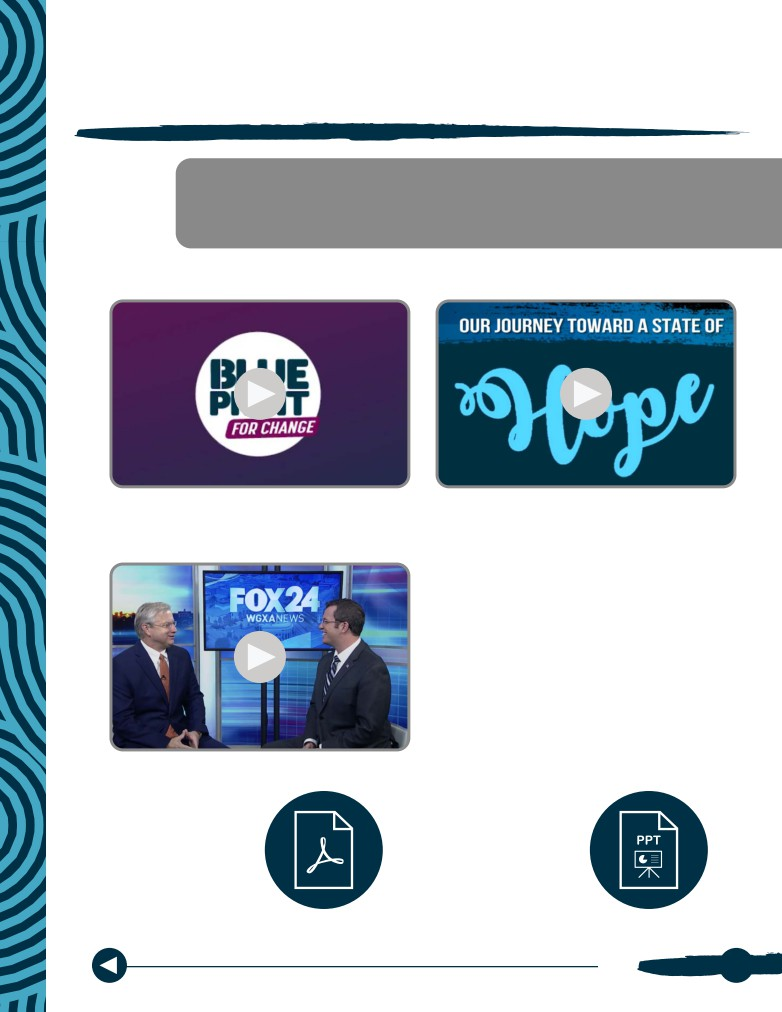 BLUE
PRINT
FOR CHANGE
OUR JOURNEY TOWARD A STATE OF
Hope
FOX24
WGXANEWS
PPT